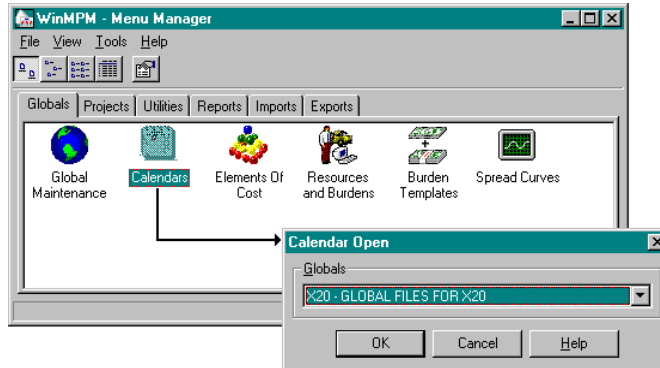 WinMPM - Menu Manager
File View Tools Help
Globals Projects Utilities Reports Imports Exports
Global Maintenance
Calendars
Elements Of Cost
Resources and Burdens
Burden Templates
Spread Curves
Calendar Open
Globals
X20 - GLOBAL FILES FOR X20
OK Cancel Help